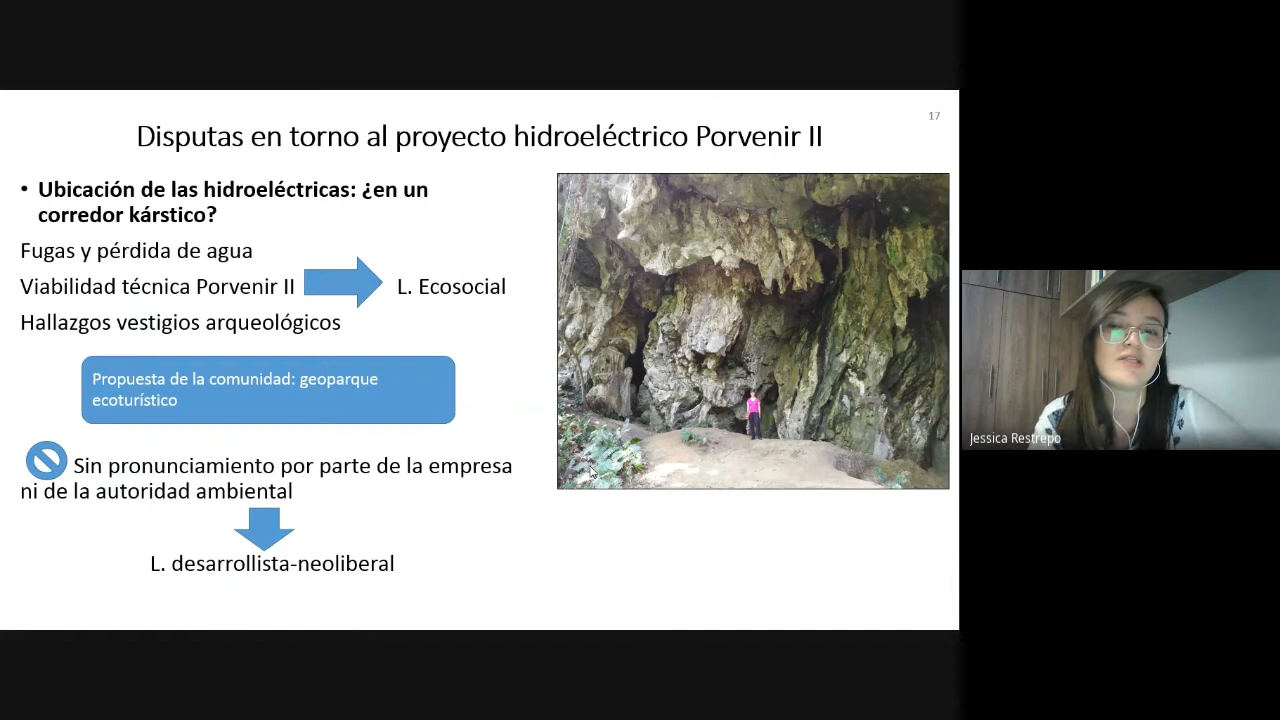 17
Disputas en torno al proyecto hidroeléctrico Porvenir II
• Ubicación de las hidroeléctricas: ¿en un
corredor kárstico?
Fugas y pérdida de agua
Viabilidad técnica Porvenir II
L. Ecosocial
Hallazgos vestigios arqueológicos
Propuesta de la comunidad: geoparque
ecoturístico
Sin pronunciamiento por parte de la empresa
ni de la autoridad ambiental
L. desarrollista-neoliberal
Jessica Restrepo